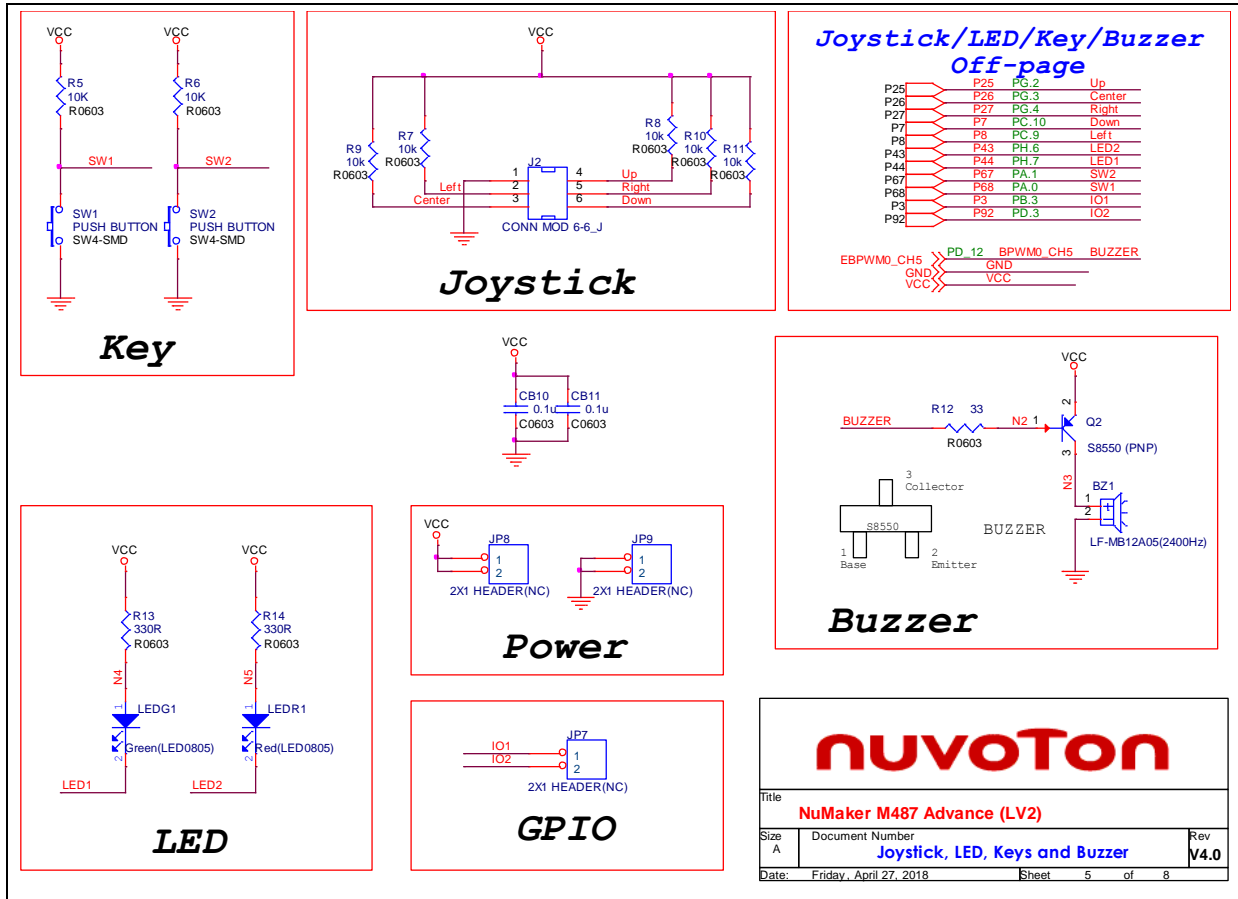 VCC
VCC
R5
10K
R0603
R6
10K
R0603
SW1
SW2
SW1
PUSH BUTTON
SW4-SMD
SW2
PUSH BUTTON
SW4-SMD
Key
VCC
R9
10k
R0603
R7
10k
R0603
R8
10k
R0603
R10
10k
R0603
R11
10k
R0603
J2
1
2
3
4
5
6
Left
Center
Up
Right
Down
CONN MOD 6-6_J
Joystick
Joystick/LED/Key/Buzzer
Off-page
P25 P25 PG.2 Up
P26 P26 PG.3 Center
P27 P27 PG.4 Right
P7 P7 PC.10 Down
P8 P8 PC.9 Left
P43 P43 PH.6 LED2
P44 P44 PH.7 LED1
P67 P67 PA.1 SW2
P68 P68 PA.0 SW1
P3 P3 PB.3 IO1
P92 P92 PD.3 IO2
EBPWM0_CH5 PD_12 BPWM0_CH5 BUZZER
GND GND
VCC VCC
VCC
CB10
0.1u
C0603
CB11
0.1u
C0603
VCC
BUZZER
R12 33
R0603
N2
1
2
3
Q2
S8550 (PNP)
N3
BZ1
1
2
LF-MB12A05(2400Hz)
3
Collector
S8550
1
Base
2
Emitter
BUZZER
Buzzer
VCC
VCC
R13
330R
R0603
R14
330R
R0603
N4
N5
1
LEDG1
2
Green(LED0805)
1
LEDR1
2
Red(LED0805)
LED1
LED2
LED
VCC
JP8
1
2
2X1 HEADER(NC)
JP9
1
2
2X1 HEADER(NC)
Power
IO1
IO2
JP7
1
2
2X1 HEADER(NC)
GPIO
nuvoTon
Title
NuMaker M487 Advance (LV2)
Size
A
Document Number
Joystick, LED, Keys and Buzzer
Rev
V4.0
Date: Friday, April 27, 2018
Sheet 5 of 8